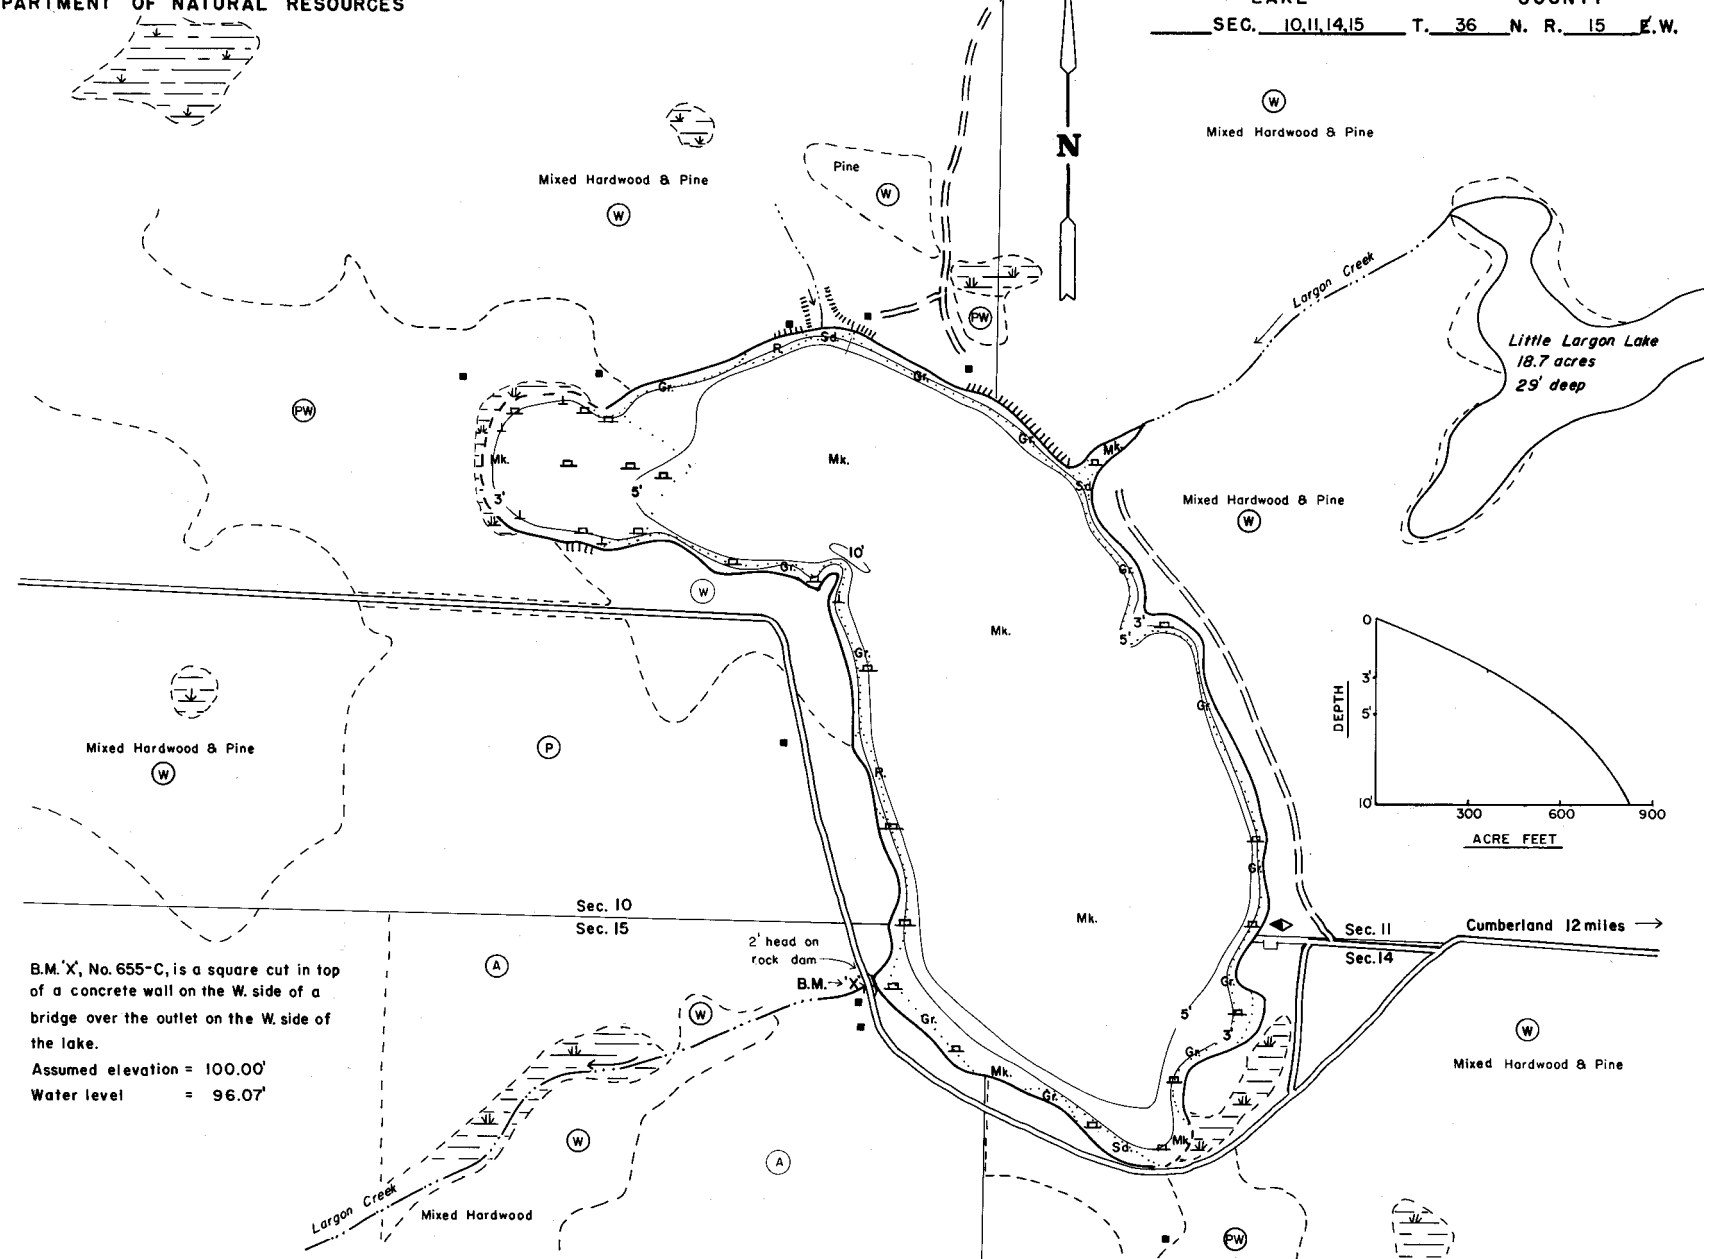 PARTMENT OF NATURAL RESOURCES
LAKE COUNTY
SEC. 10,11,14,15 T. 36 N. R. 15 E.W.
N
W
Mixed Hardwood & Pine
Mixed Hardwood & Pine
W
Pine
W
PW
Largon Creek
Little Largon Lake
18.7 acres
29' deep
PW
R.
Sd.
Gr.
Gr.
Gr.
Mk.
Mk.
Mk.
Sd.
3'
5'
Mixed Hardwood & Pine
W
10'
Gr.
Gr.
W
3'
5'
Mk.
Gr.
Gr.
Mixed Hardwood & Pine
W
P
R.
Gr.
DEPTH
0
3'
5'
10'
300 600 900
ACRE FEET
Sec. 10
Sec. 15
Mk.
Sec. 11
Sec. 14
Cumberland 12 miles
2' head on
rock dam
B.M. 'X'
A
B.M. 'X', No. 655-C, is a square cut in top
of a concrete wall on the W. side of a
bridge over the outlet on the W. side of
the lake.
Assumed elevation = 100.00'
Water level = 96.07'
W
Gr.
5'
Gr.
3'
Gr.
W
Mixed Hardwood & Pine
Mk.
Gr.
Sd.
Mk.
W
A
Largon Creek
Mixed Hardwood
PW